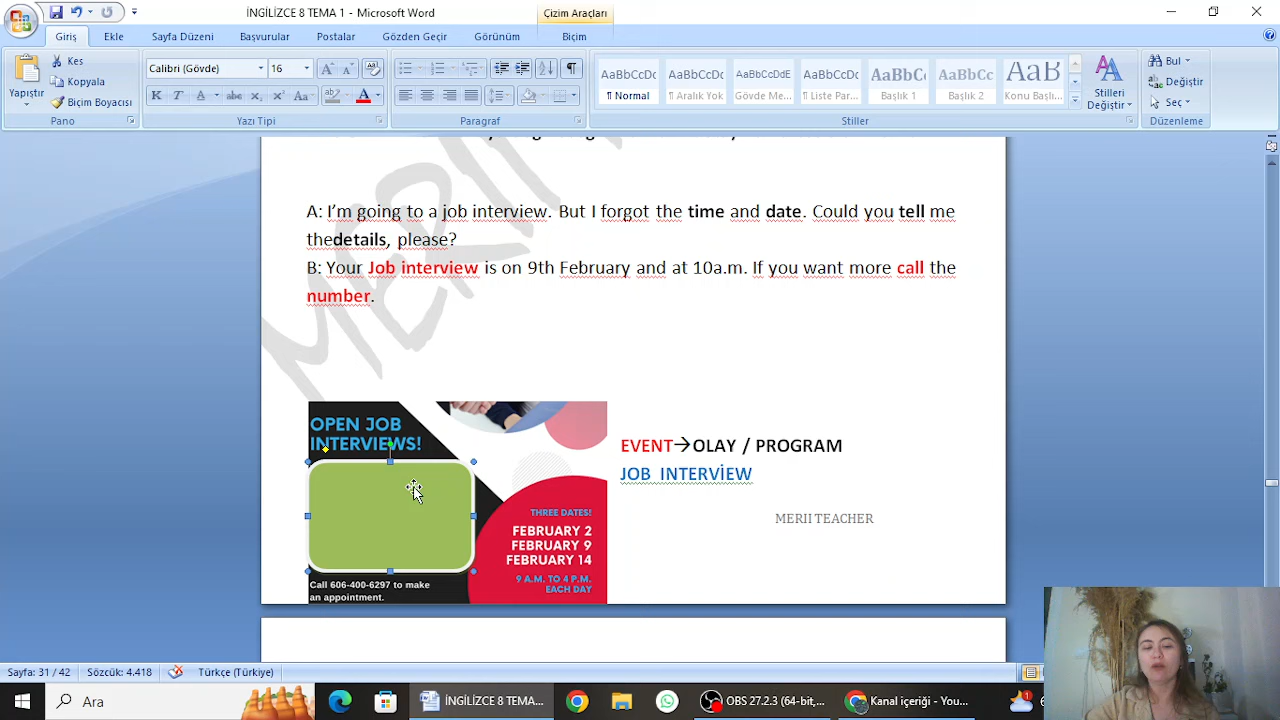 İNGİLİZCE 8 TEMA 1 - Microsoft Word
Çizim Araçları
Giriş Ekle Sayfa Düzeni Başvurular Postalar Gözden Geçir Görünüm Biçim
Yapıştır
Kes
Kopyala
Biçim Boyacısı
Pano
Calibri (Gövde) 16
Yazı Tipi
Paragraf
AaBbCcDc AaBbCcDc AaBbCcDdE AaBbCcDc AaBbC AaBbCc AaB
¶ Normal ¶ Aralık Yok Gövde Me... ¶ Liste Par... Başlık 1 Başlık 2 Konu Başlı...
Stilleri
Değiştir
Stiller
Bul
Değiştir
Seç
Düzenleme
A: I'm going to a job interview. But I forgot the time and date. Could you tell me
thedetails, please?
B: Your Job interview is on 9th February and at 10a.m. If you want more call the
number.
OPEN JOB
INTERVIEWS!
THREE DATES!
FEBRUARY 2
FEBRUARY 9
FEBRUARY 14
9 A.M. TO 4 P.M.
EACH DAY
Call 606-400-6297 to make
an appointment.
EVENT→OLAY / PROGRAM
JOB İNTERVİEW
MERII TEACHER
Sayfa: 31 / 42 Sözcük: 4.418 Türkçe (Türkiye)
Ara
İNGİLİZCE 8 TEMA...
OBS 27.2.3 (64-bit,...
Kanal içeriği - You...